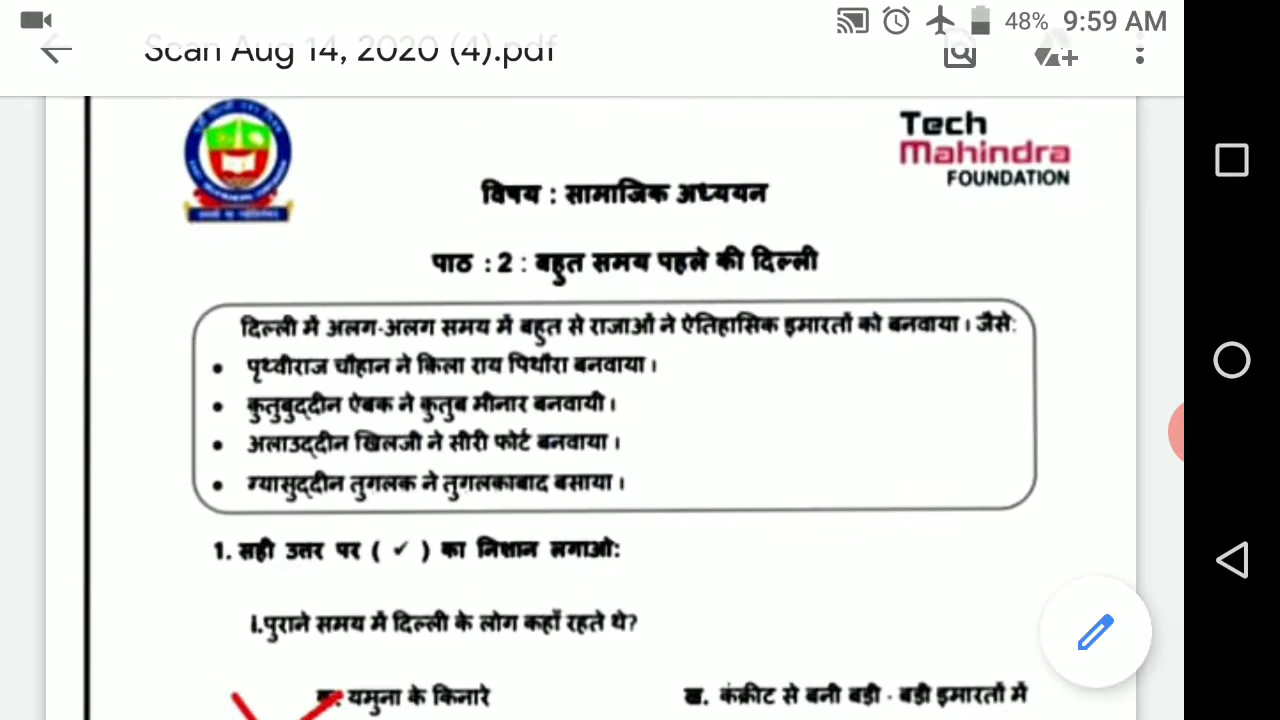 48% 9:59 AM
Scan Aug 14, 2020 (4).pdf
Tech
Mahindra
FOUNDATION
विषय : सामाजिक अध्ययन
पाठ : 2 : बहुत समय पहले की दिल्ली
दिल्ली में अलग-अलग समय में बहुत से राजाओं ने ऐतिहासिक इमारतों को बनवाया। जैसे:
• पृथ्वीराज चौहान ने किला राय पिथौरा बनवाया।
• कुतुबुद्दीन ऐबक ने कुतुब मीनार बनवायी।
• अलाउद्दीन खिलजी ने सीरी फोर्ट बनवाया।
• ग्यासुद्दीन तुगलक ने तुगलकाबाद बसाया।
1. सही उत्तर पर ( ✓ ) का निशान लगाओ:
i.पुराने समय में दिल्ली के लोग कहाँ रहते थे?
यमुना के किनारे
ख. कंक्रीट से बनी बड़ी - बड़ी इमारतों में